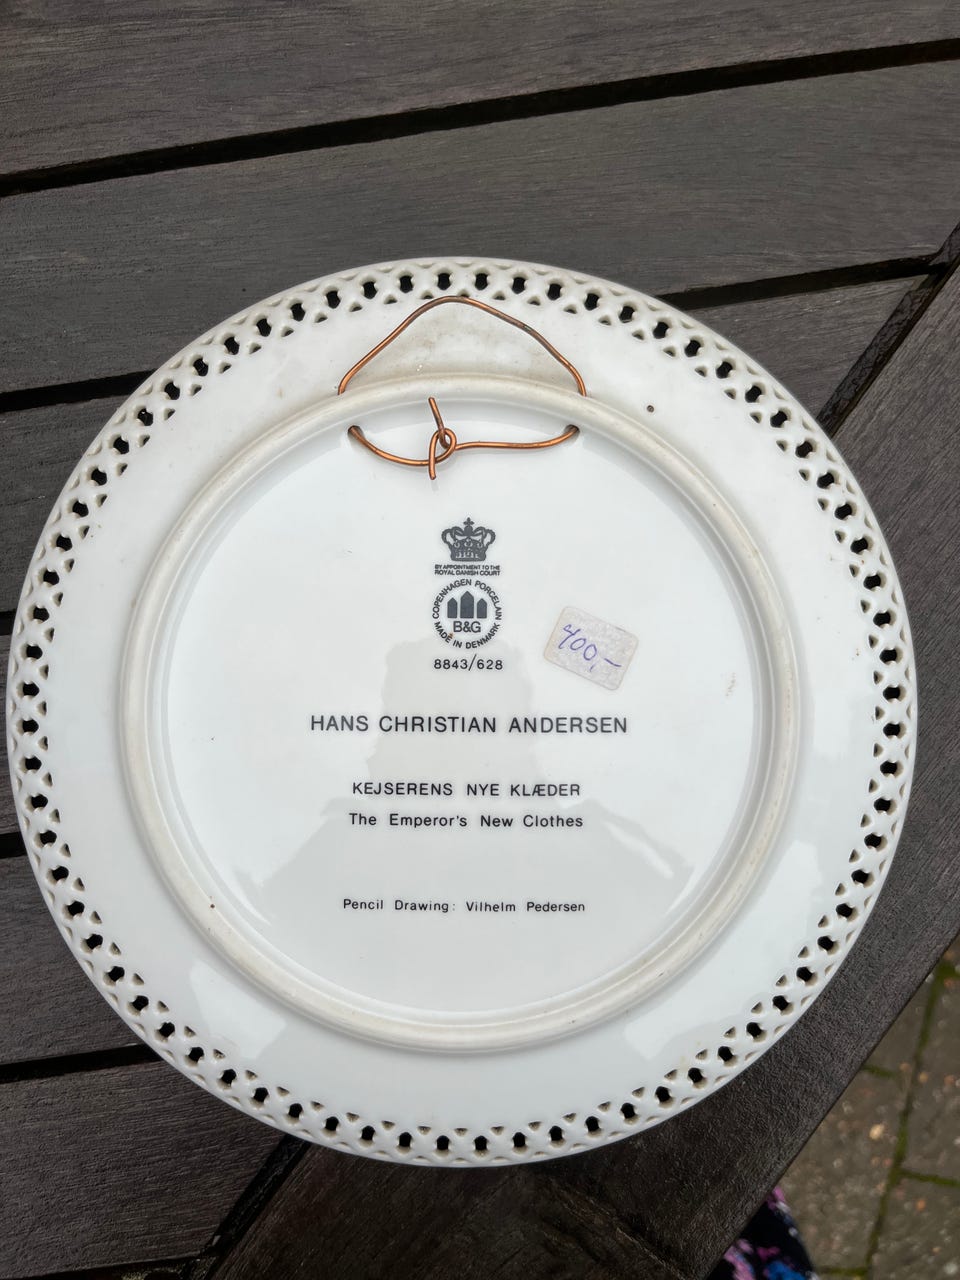 BY APPOINTMENT TO THE
ROYAL DANISH COURT
COPENHAGEN PORCELAIN
B&G
MADE IN DENMARK
8843/628
400,-
HANS CHRISTIAN ANDERSEN
KEJSERENS NYE KLÆDER
The Emperor's New Clothes
Pencil Drawing: Vilhelm Pedersen